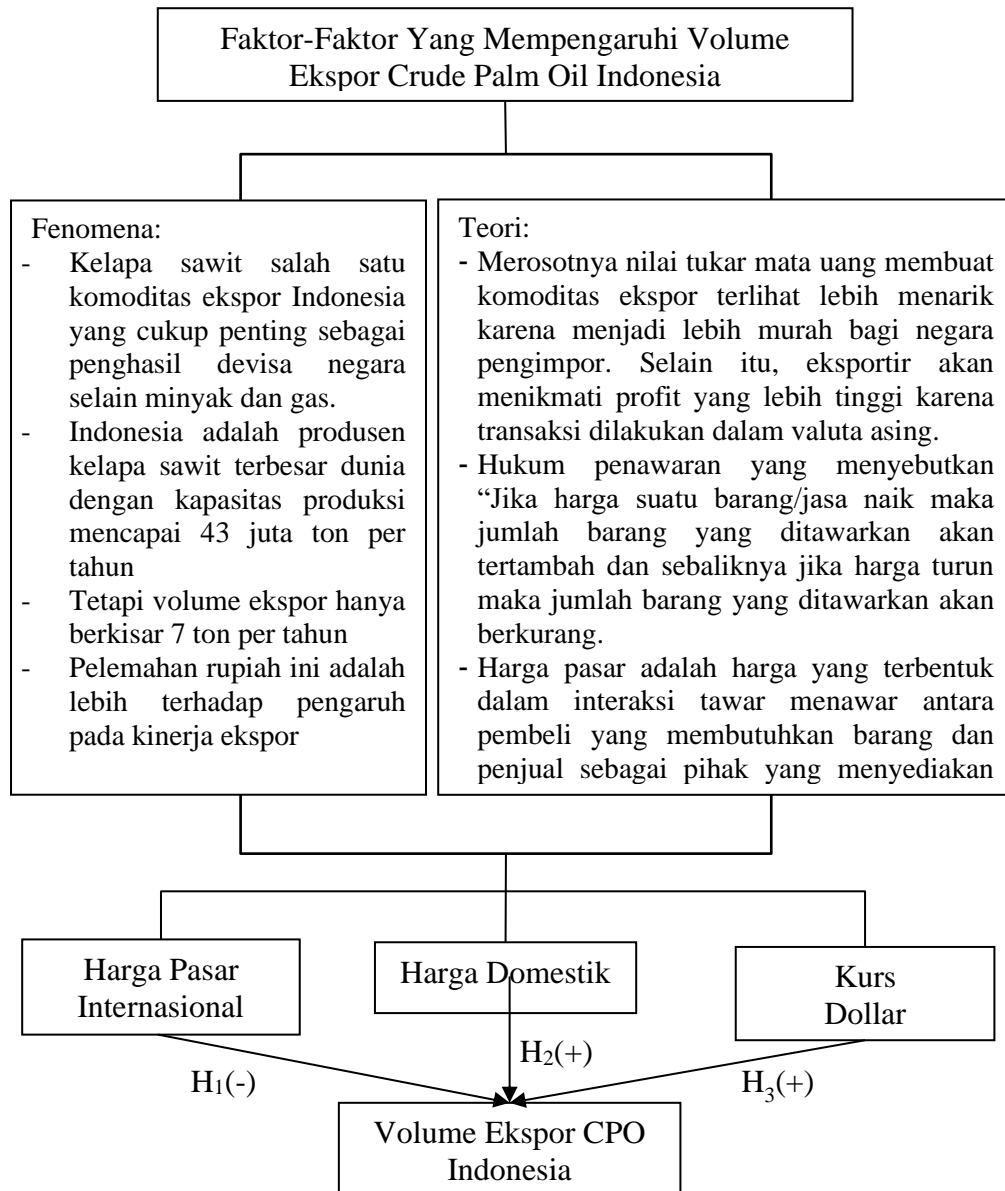 Faktor-Faktor Yang Mempengaruhi Volume
Ekspor Crude Palm Oil Indonesia
Fenomena:
- Kelapa sawit salah satu
komoditas ekspor Indonesia
yang cukup penting sebagai
penghasil devisa negara
selain minyak dan gas.
- Indonesia adalah produsen
kelapa sawit terbesar dunia
dengan kapasitas produksi
mencapai 43 juta ton per
tahun
- Tetapi volume ekspor hanya
berkisar 7 ton per tahun
- Pelemahan rupiah ini adalah
lebih terhadap pengaruh
pada kinerja ekspor
Teori:
- Merosotnya nilai tukar mata uang membuat
komoditas ekspor terlihat lebih menarik
karena menjadi lebih murah bagi negara
pengimpor. Selain itu, eksportir akan
menikmati profit yang lebih tinggi karena
transaksi dilakukan dalam valuta asing.
- Hukum penawaran yang menyebutkan
“Jika harga suatu barang/jasa naik maka
jumlah barang yang ditawarkan akan
tertambah dan sebaliknya jika harga turun
maka jumlah barang yang ditawarkan akan
berkurang.
- Harga pasar adalah harga yang terbentuk
dalam interaksi tawar menawar antara
pembeli yang membutuhkan barang dan
penjual sebagai pihak yang menyediakan
Harga Pasar
Internasional
Harga Domestik
Kurs
Dollar
H₁(-)
H₂(+)
H₃(+)
Volume Ekspor CPO
Indonesia